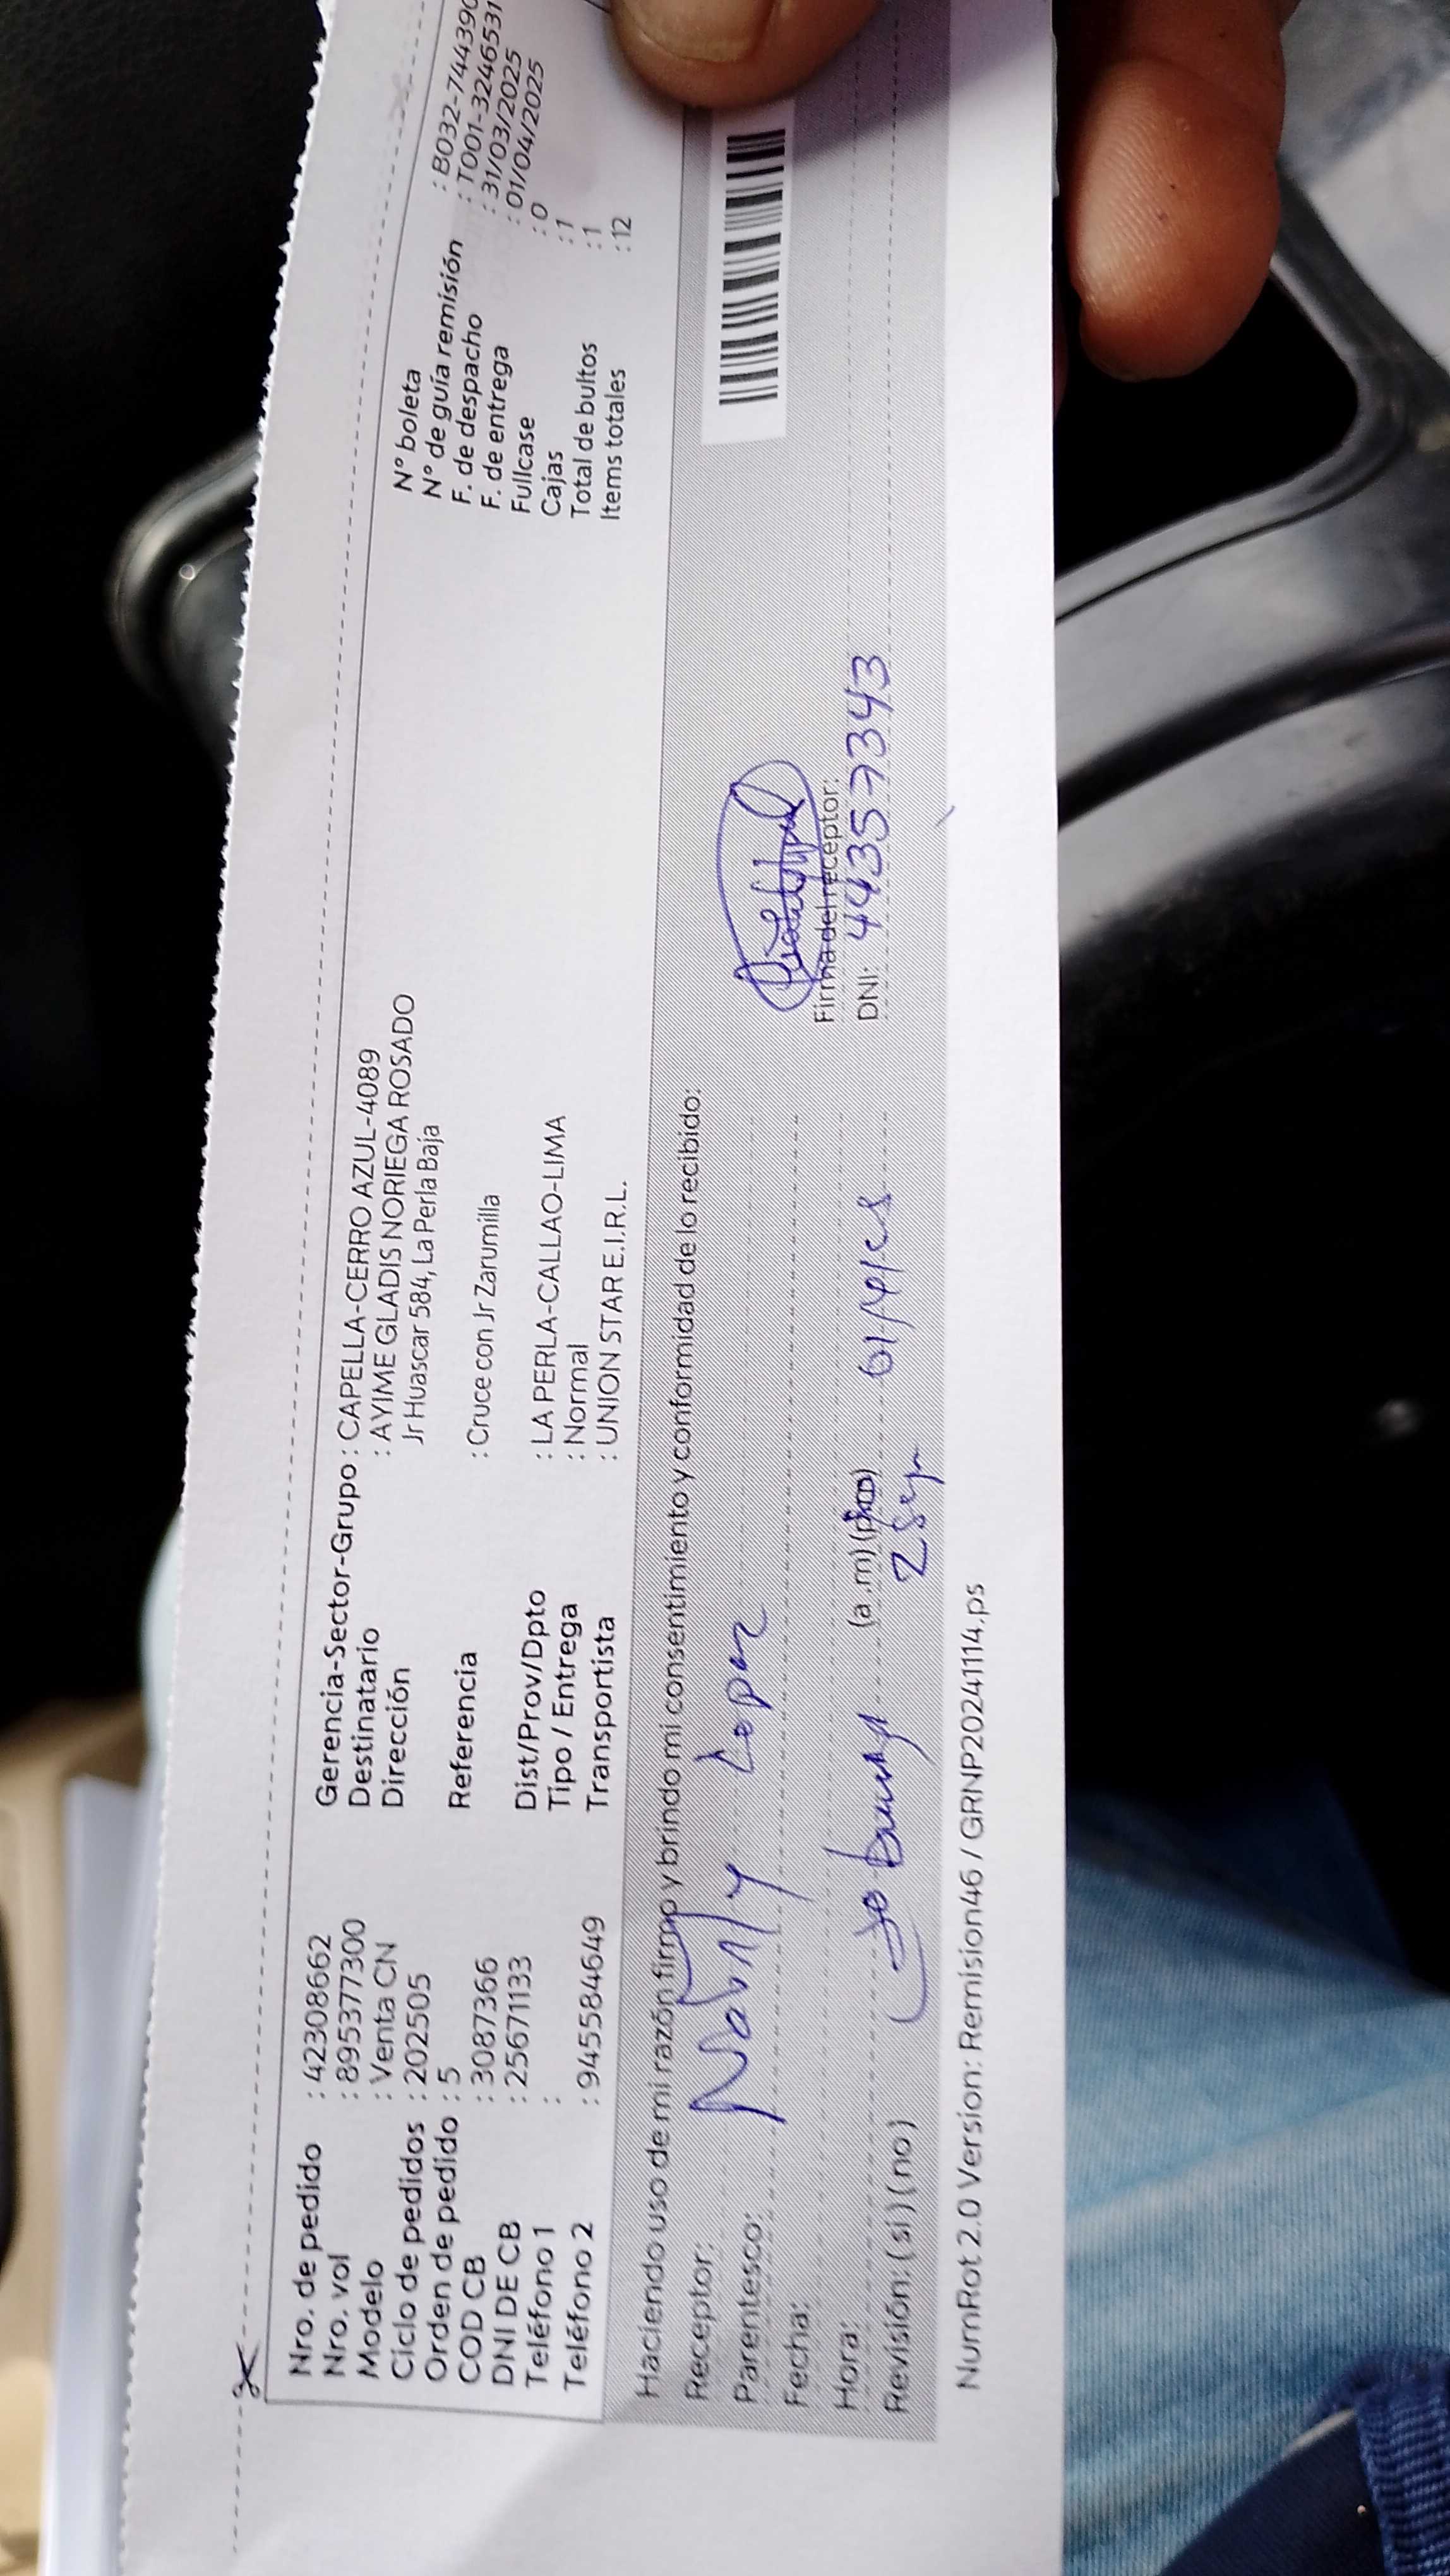 Nro. de pedido : 42308662
Nro. vol : 895377300
Modelo : Venta CN
Ciclo de pedidos : 202505
Orden de pedido : 5
COD CB : 3087366
DNI DE CB : 25671133
Teléfono 1 :
Teléfono 2 : 945584649
Gerencia-Sector-Grupo : CAPELLA-CERRO AZUL-4089
Destinatario : AYIME GLADIS NORIEGA ROSADO
Dirección Jr Huascar 584, La Perla Baja
Referencia : Cruce con Jr Zarumilla
Dist/Prov/Dpto : LA PERLA-CALLAO-LIMA
Tipo / Entrega : Normal
Transportista : UNION STAR E.I.R.L.
N° boleta : B032-744390
N° de guía remisión : T001-3246531
F. de despacho : 31/03/2025
F. de entrega : 01/04/2025
Fullcase : 0
Cajas : 1
Total de bultos : 1
Items totales : 12
Haciendo uso de mi razón firmo y brindo mi consentimiento y conformidad de lo recibido:
Receptor:
Parentesco:
Fecha:
Hora: (a .m)
Revisión: ( si ) ( no )
Firma del receptor:
DNI: 443597343
NumRot 2.0 Version: Remision46 / GRNP20241114.ps